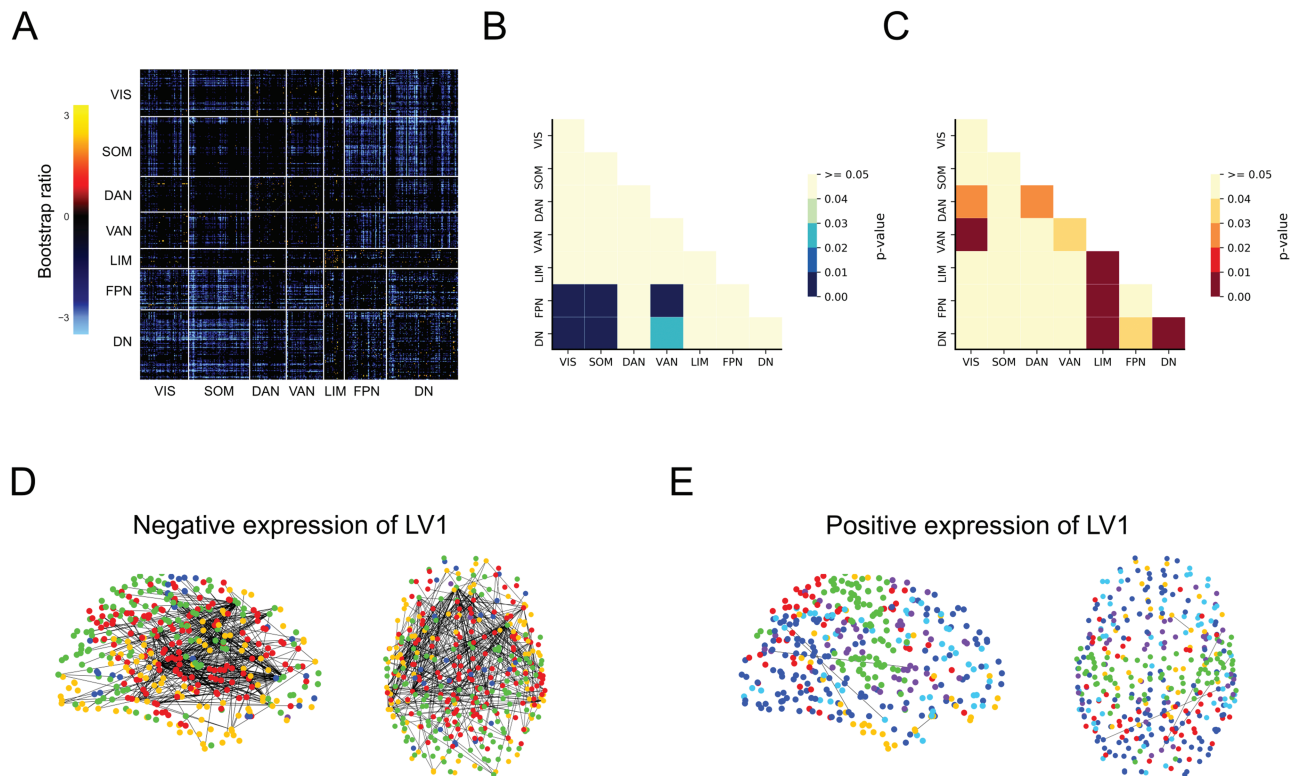 A
B
C
Bootstrap ratio
3
0
−3
VIS
SOM
DAN
VAN
LIM
FPN
DN
VIS SOM DAN VAN LIM FPN DN
VIS
SOM
DAN
VAN
LIM
FPN
DN
VIS SOM DAN VAN LIM FPN DN
>= 0.05
0.04
0.03
0.02
0.01
0.00
p-value
VIS
SOM
DAN
VAN
LIM
FPN
DN
VIS SOM DAN VAN LIM FPN DN
>= 0.05
0.04
0.03
0.02
0.01
0.00
p-value
D
E
Negative expression of LV1
Positive expression of LV1